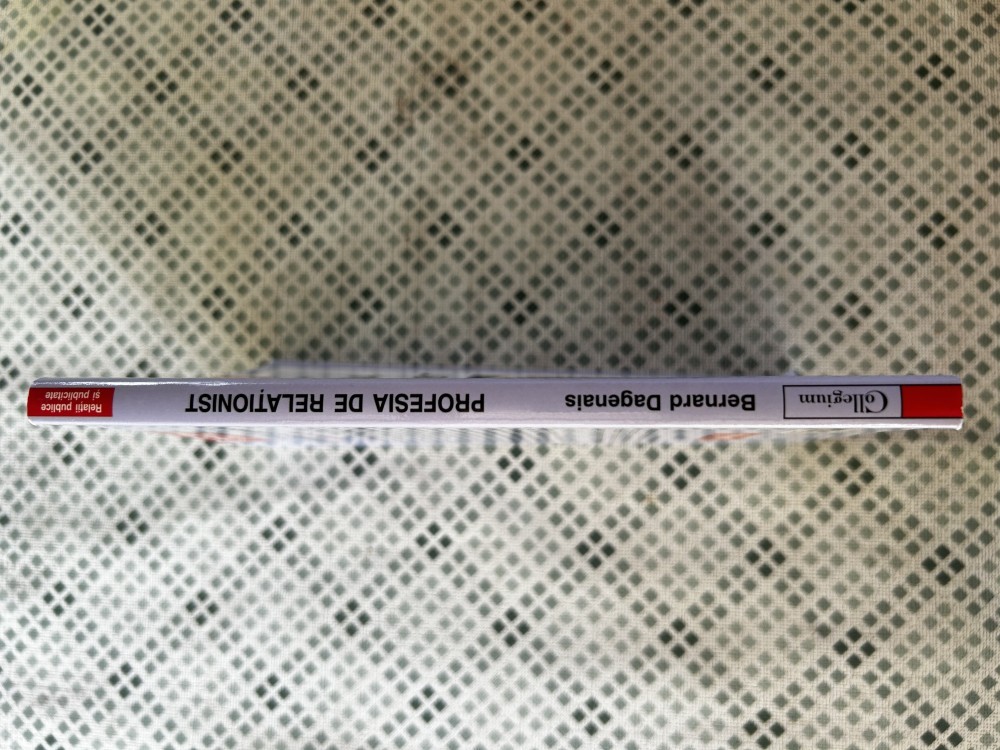 Collegium
Bernard Dagenais
PROFESIA DE RELAȚIONIST
Relații publice
și publicitate